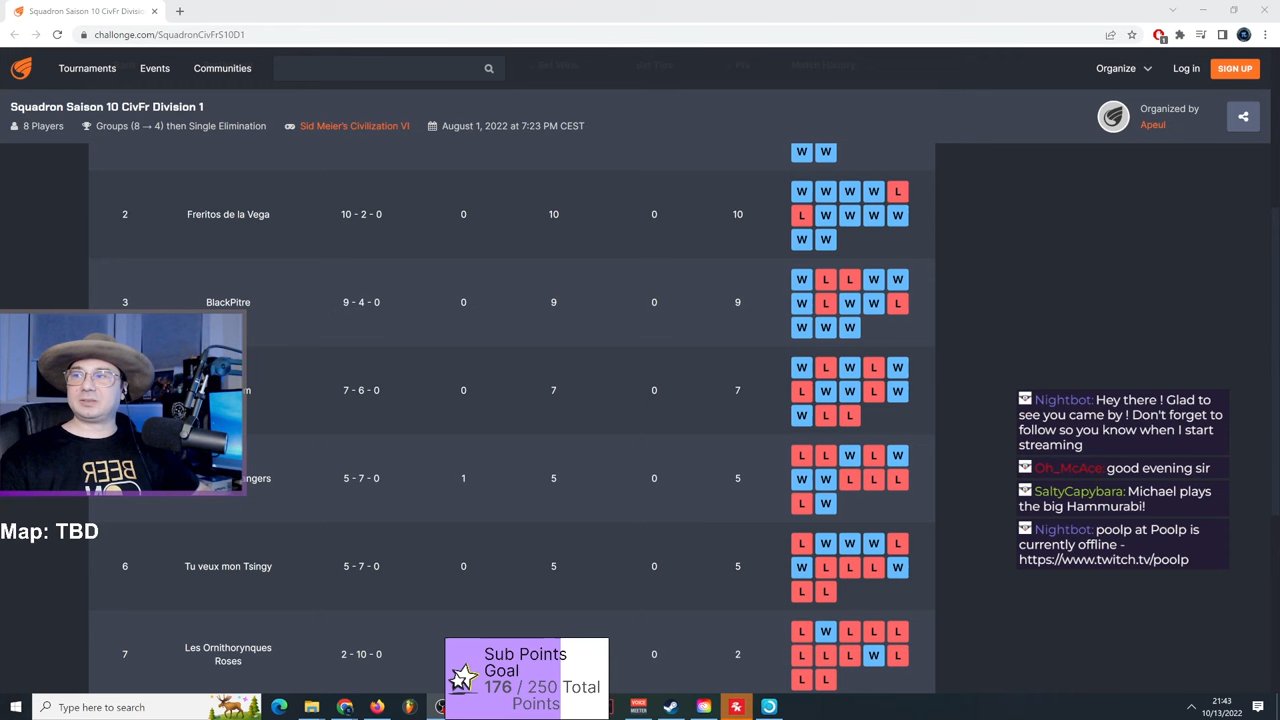 Squadron Saison 10 CivFr Divisi
challonge.com/SquadronCivFrS10D1
Tournaments Events Communities Organize Log in SIGN UP
Squadron Saison 10 CivFr Division 1
8 Players Groups (8 → 4) then Single Elimination Sid Meier's Civilization VI August 1, 2022 at 7:23 PM CEST
Organized by
Apeul
W W
2 Freritos de la Vega 10 - 2 - 0 0 10 0 10
W W W W L
L W W W W
W W
3 BlackPitre 9 - 4 - 0 0 9 0 9
W L L W W
W L W W L
W W W
7 - 6 - 0 0 7 0 7
W L W L W
L W W L W
W L L
ngers 5 - 7 - 0 1 5 0 5
L L W L W
W W L L L
L W
6 Tu veux mon Tsingy 5 - 7 - 0 0 5 0 5
L W W W L
W L L L W
L L
7 Les Ornithorynques
Roses
2 - 10 - 0 0 2
L W L L L
L L L W L
L L
BEER
Map: TBD
Nightbot: Hey there ! Glad to
see you came by ! Don't forget to
follow so you know when I start
streaming
Oh_McAce: good evening sir
SaltyCapybara: Michael plays
the big Hammurabi!
Nightbot: poolp at Poolp is
currently offline -
https://www.twitch.tv/poolp
Sub Points
Goal
176 / 250 Total
Points
Type here to search
VOICE
MEETER
21:43
10/13/2022